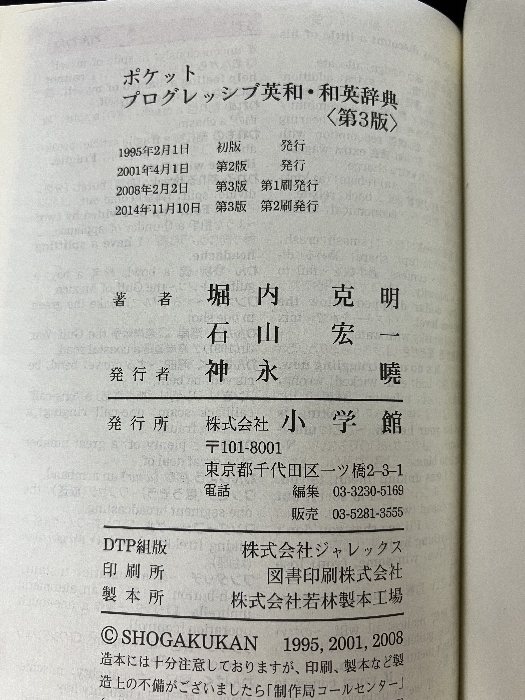 ポケット
プログレッシブ英和・和英辞典
〈第3版〉
1995年2月1日 初版 発行
2001年4月1日 第2版 発行
2008年2月2日 第3版 第1刷発行
2014年11月10日 第3版 第2刷発行
著者 堀内克明
石山宏一
発行者 神永曉
発行所 株式会社 小学館
〒101-8001
東京都千代田区一ツ橋2-3-1
電話 編集 03-3230-5169
販売 03-5281-3555
DTP組版 株式会社ジャレックス
印刷所 図書印刷株式会社
製本所 株式会社若林製本工場
© SHOGAKUKAN 1995, 2001, 2008
造本には十分注意しておりますが、印刷、製本など製
造上の不備がございましたら「制作局コールセンター」